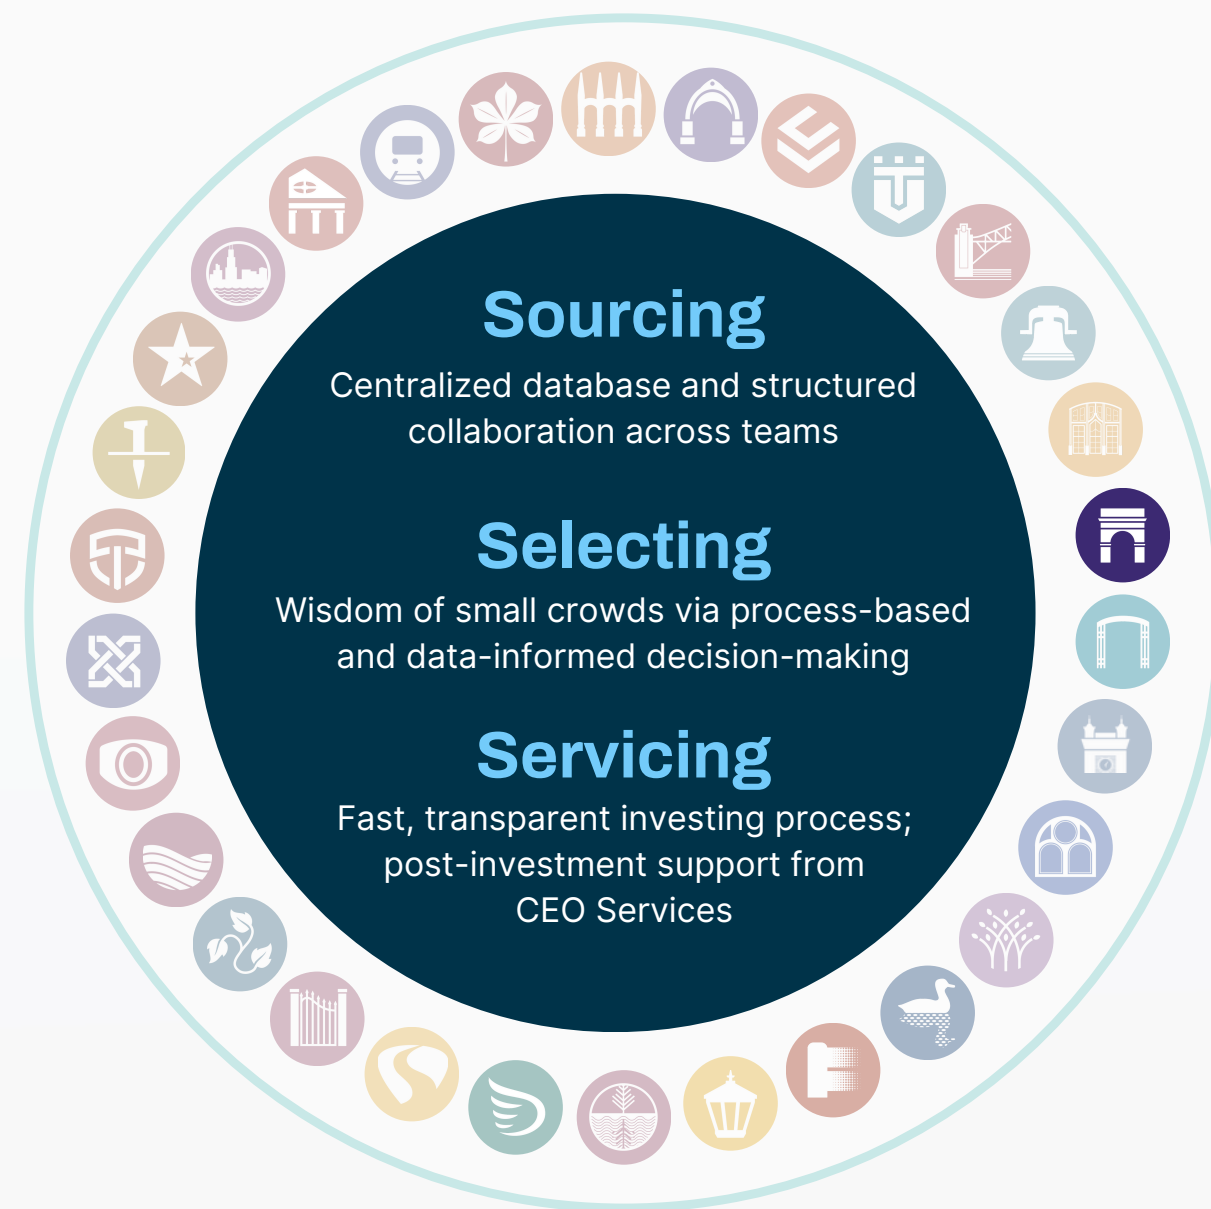 Sourcing
Centralized database and structured
collaboration across teams
Selecting
Wisdom of small crowds via process-based
and data-informed decision-making
Servicing
Fast, transparent investing process;
post-investment support from
CEO Services